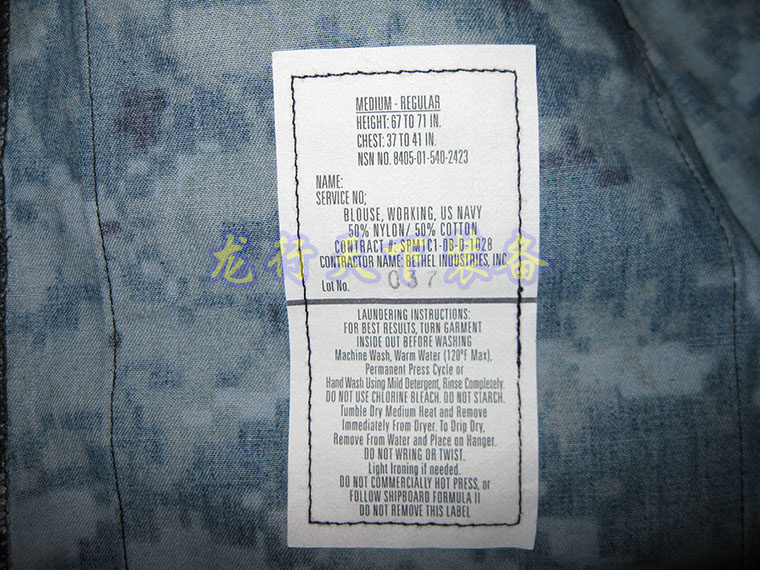 MEDIUM - REGULAR
HEIGHT: 67 TO 71 IN.
CHEST: 37 TO 41 IN.
NSN NO. 8405-01-540-2423
NAME:
SERVICE NO;
BLOUSE, WORKING, US NAVY
50% NYLON/ 50% COTTON
CONTRACT #: SPM1C1-08-D-1028
龙行天下装备
CONTRACTOR NAME: BETHEL INDUSTRIES, INC
Lot No. 037
LAUNDERING INSTRUCTIONS:
FOR BEST RESULTS, TURN GARMENT
INSIDE OUT BEFORE WASHING
Machine Wash, Warm Water (120°F Max),
Permanent Press Cycle or
Hand Wash Using Mild Detergent, Rinse Completely.
DO NOT USE CHLORINE BLEACH. DO NOT STARCH.
Tumble Dry Medium Heat and Remove
Immediately From Dryer. To Drip Dry,
Remove From Water and Place on Hanger.
DO NOT WRING OR TWIST.
Light Ironing if needed.
DO NOT COMMERCIALLY HOT PRESS, or
FOLLOW SHIPBOARD FORMULA II
DO NOT REMOVE THIS LABEL